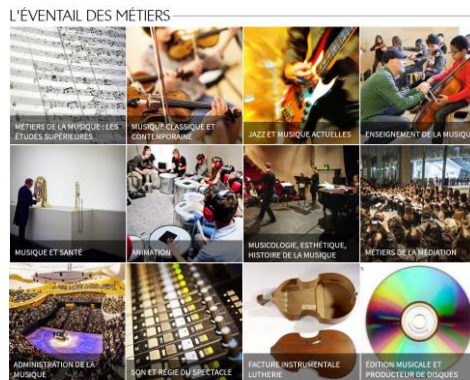 L'ÉVENTAIL DES MÉTIERS
MÉTIERS DE LA MUSIQUE : LES
ÉTUDES SUPÉRIEURES
MUSIQUE CLASSIQUE ET
CONTEMPORAINE
JAZZ ET MUSIQUE ACTUELLES
ENSEIGNEMENT DE LA MUSIQU
MUSIQUE ET SANTÉ
ANIMATION
MUSICOLOGIE, ESTHÉTIQUE,
HISTOIRE DE LA MUSIQUE
MÉTIERS DE LA MÉDIATION
ADMINISTRATION DE LA
MUSIQUE
SON ET RÉGIE DU SPECTACLE
FACTURE INSTRUMENTALE
LUTHERIE
ÉDITION MUSICALE ET
PRODUCTEUR DE DISQUES